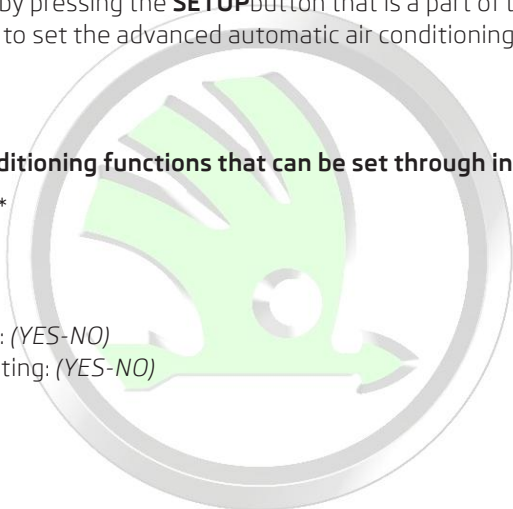 by pressing the SETUPbutton that is a part of
to set the advanced automatic air conditioning
ditioning functions that can be set through in
*
: (YES-NO)
ting: (YES-NO)